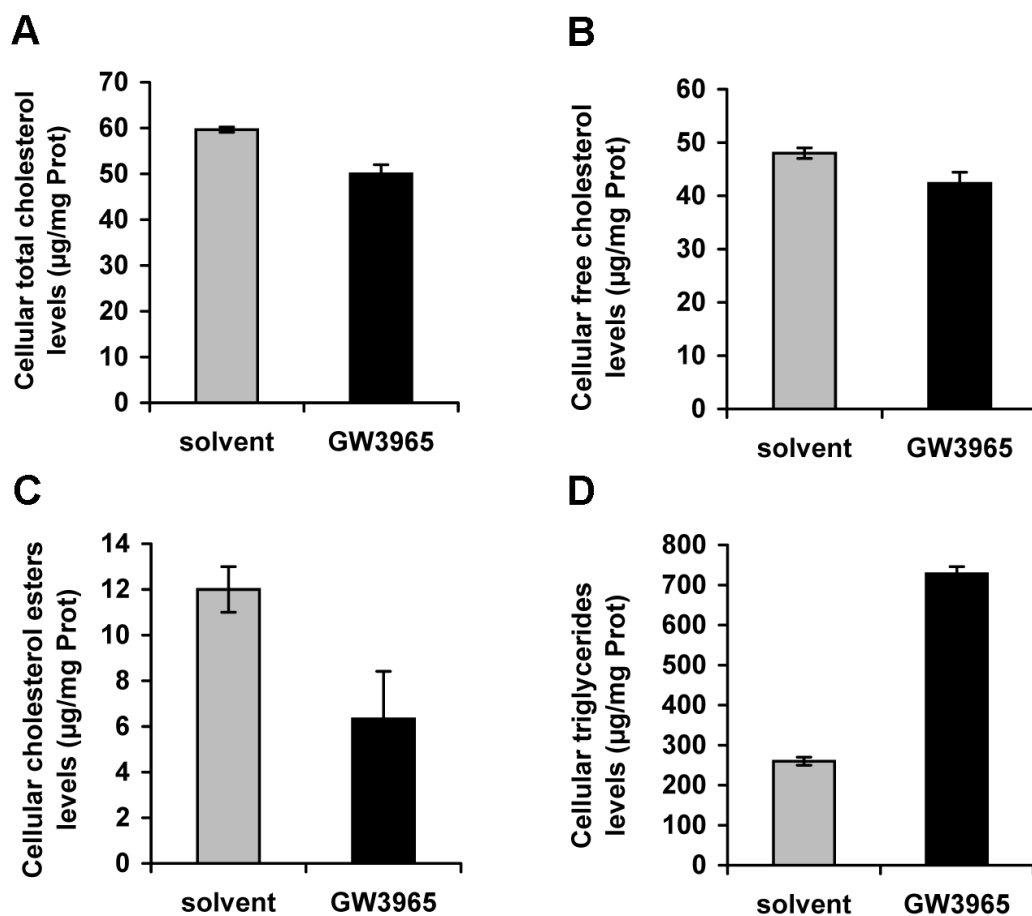 A
Cellular total cholesterol
levels (µg/mg Prot)
70
60
50
40
30
20
10
0
solvent GW3965
B
Cellular free cholesterol
levels (µg/mg Prot)
60
50
40
30
20
10
0
solvent GW3965
C
Cellular cholesterol esters
levels (µg/mg Prot)
14
12
10
8
6
4
2
0
solvent GW3965
D
Cellular triglycerides
levels (µg/mg Prot)
800
700
600
500
400
300
200
100
0
solvent GW3965